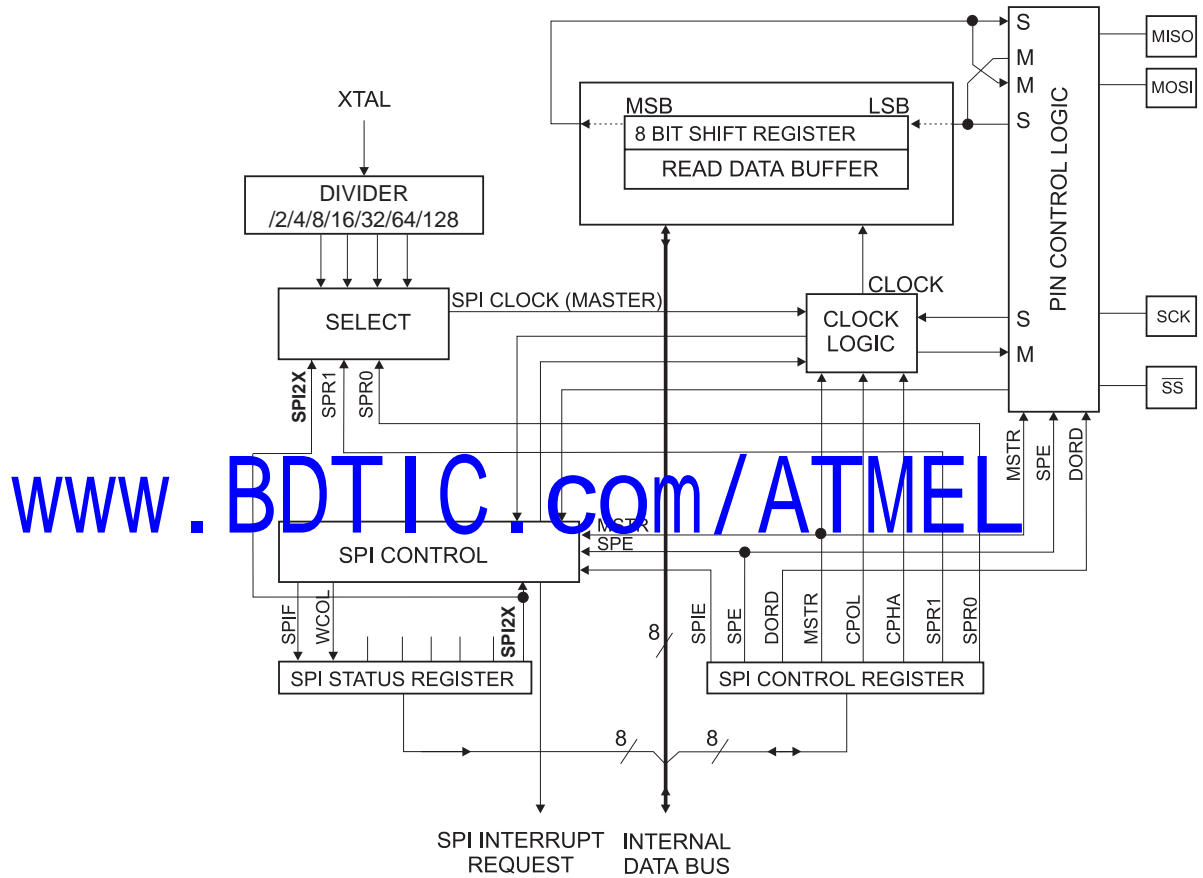 S
MISO
M
XTAL
M
MOSI
MSB
LSB
S
8 BIT SHIFT REGISTER
READ DATA BUFFER
DIVIDER
/2/4/8/16/32/64/128
PIN CONTROL LOGIC
CLOCK
SPI CLOCK (MASTER)
SELECT
CLOCK
LOGIC
S
SCK
M
SPI2X
SPR1
SPR0
SS
MSTR
SPE
DORD
www.BDTIC.com/ATMEL
MSTR
SPE
SPI CONTROL
SPIF
WCOL
SPI2X
8
SPIE
SPE
DORD
MSTR
CPOL
CPHA
SPR1
SPR0
SPI STATUS REGISTER
SPI CONTROL REGISTER
8
8
SPI INTERRUPT
REQUEST
INTERNAL
DATA BUS